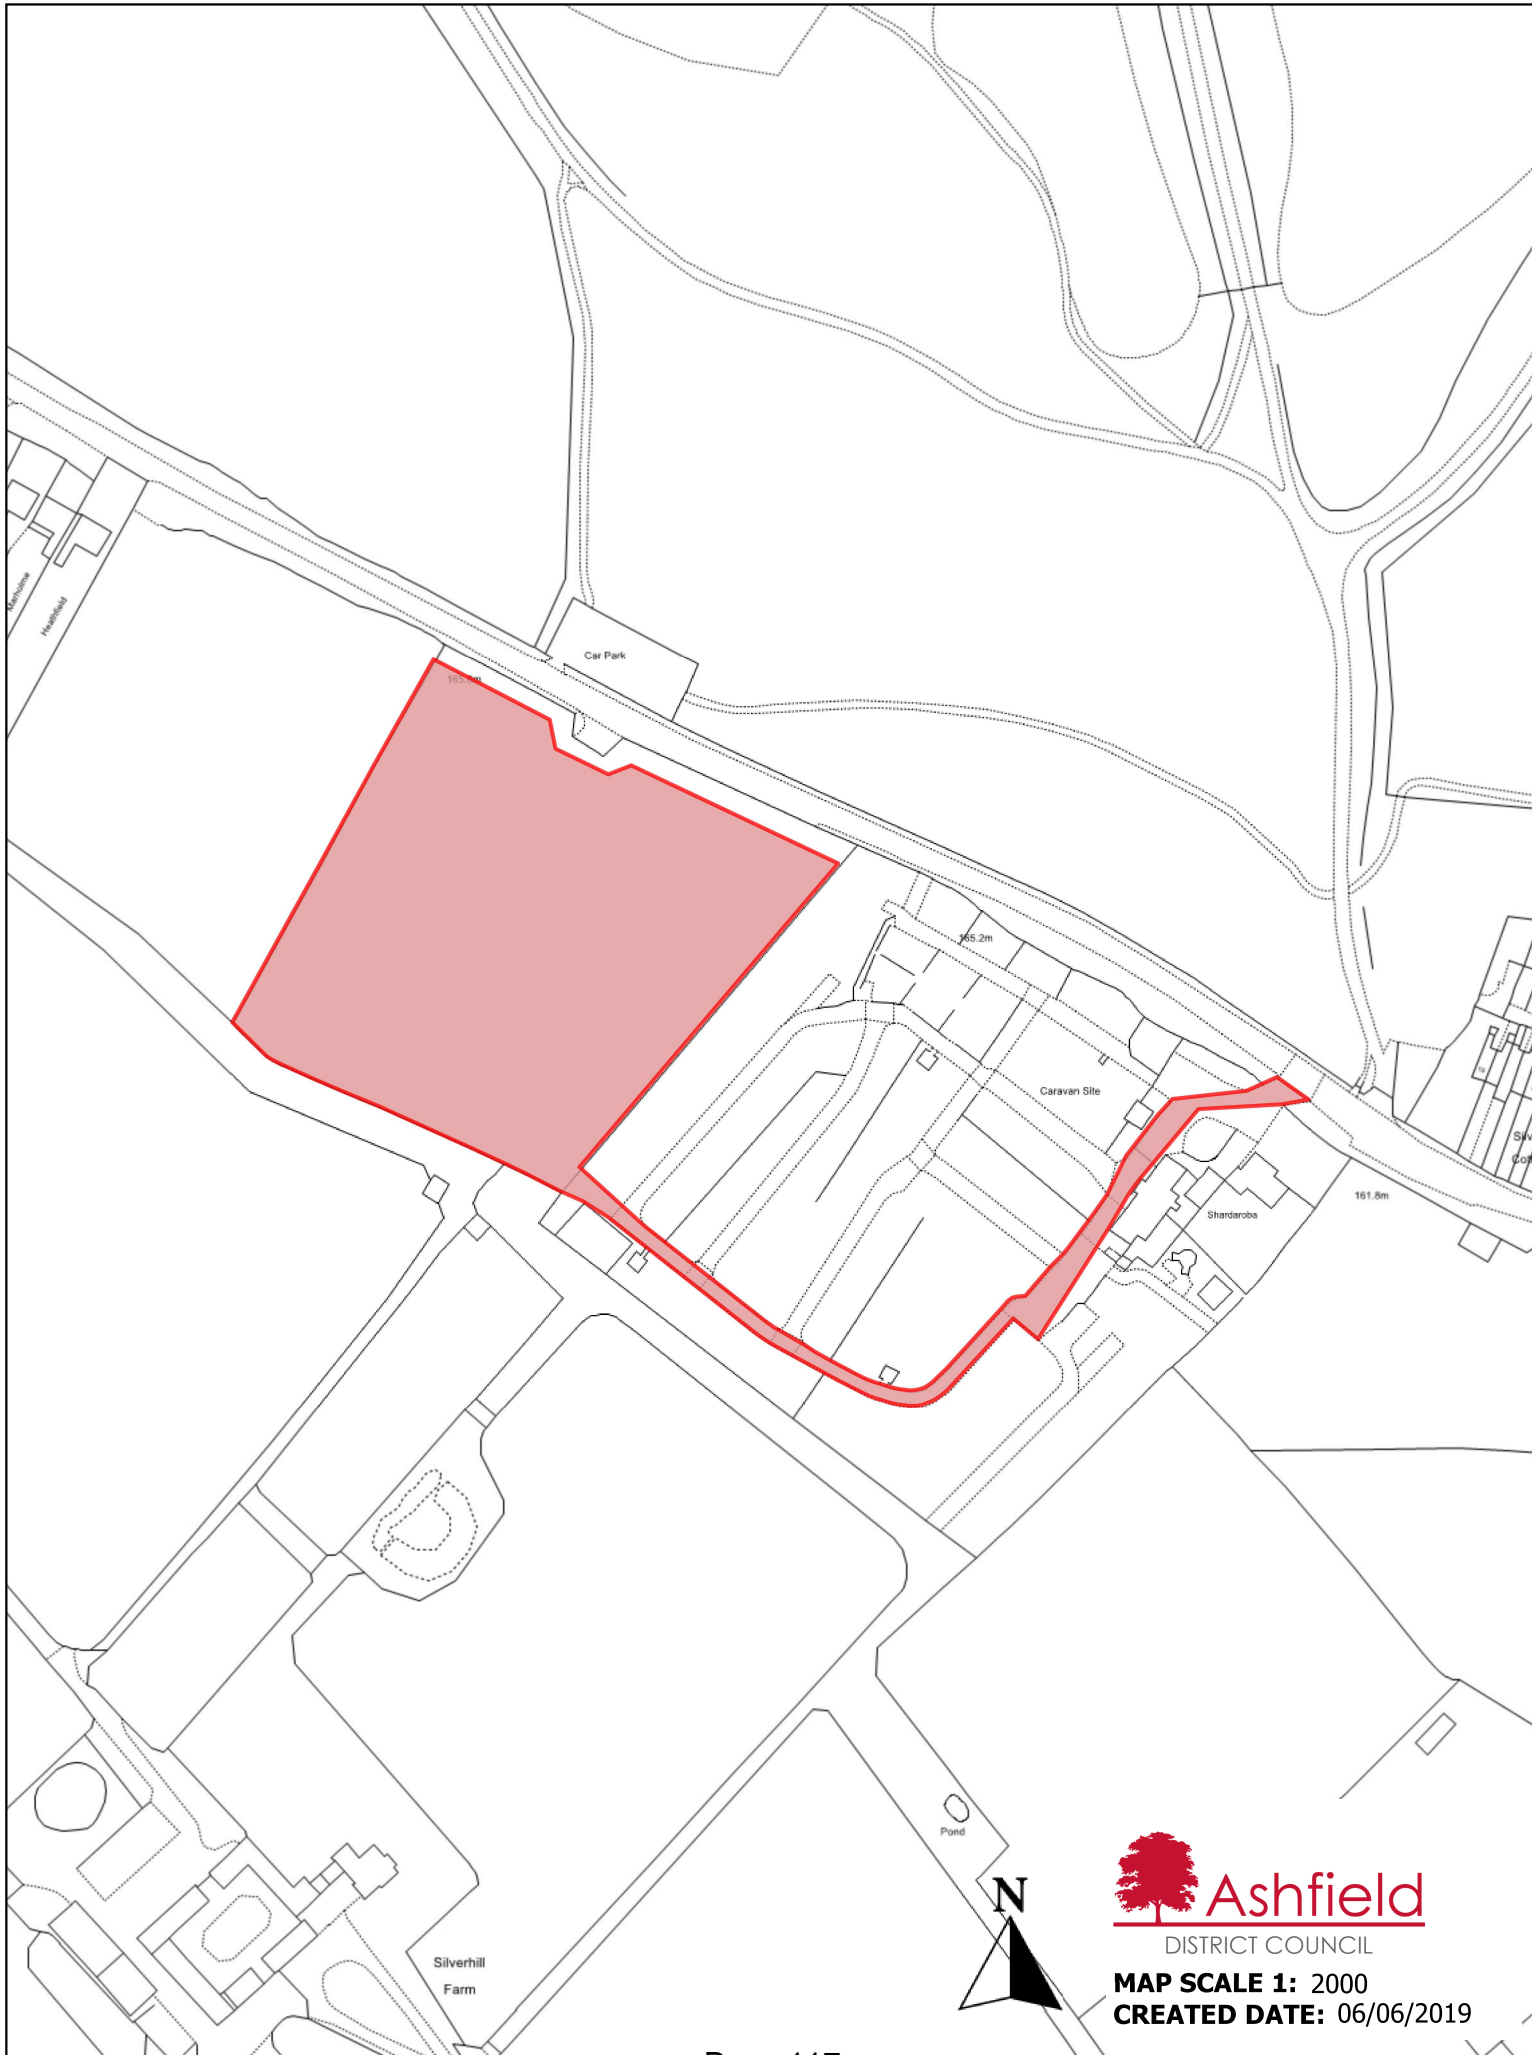 Marholme
Heathfield
Car Park
165.2m
Caravan Site
Shardaroba
161.8m
Pond
Silverhill
Farm
N
Ashfield
DISTRICT COUNCIL
MAP SCALE 1: 2000
CREATED DATE: 06/06/2019